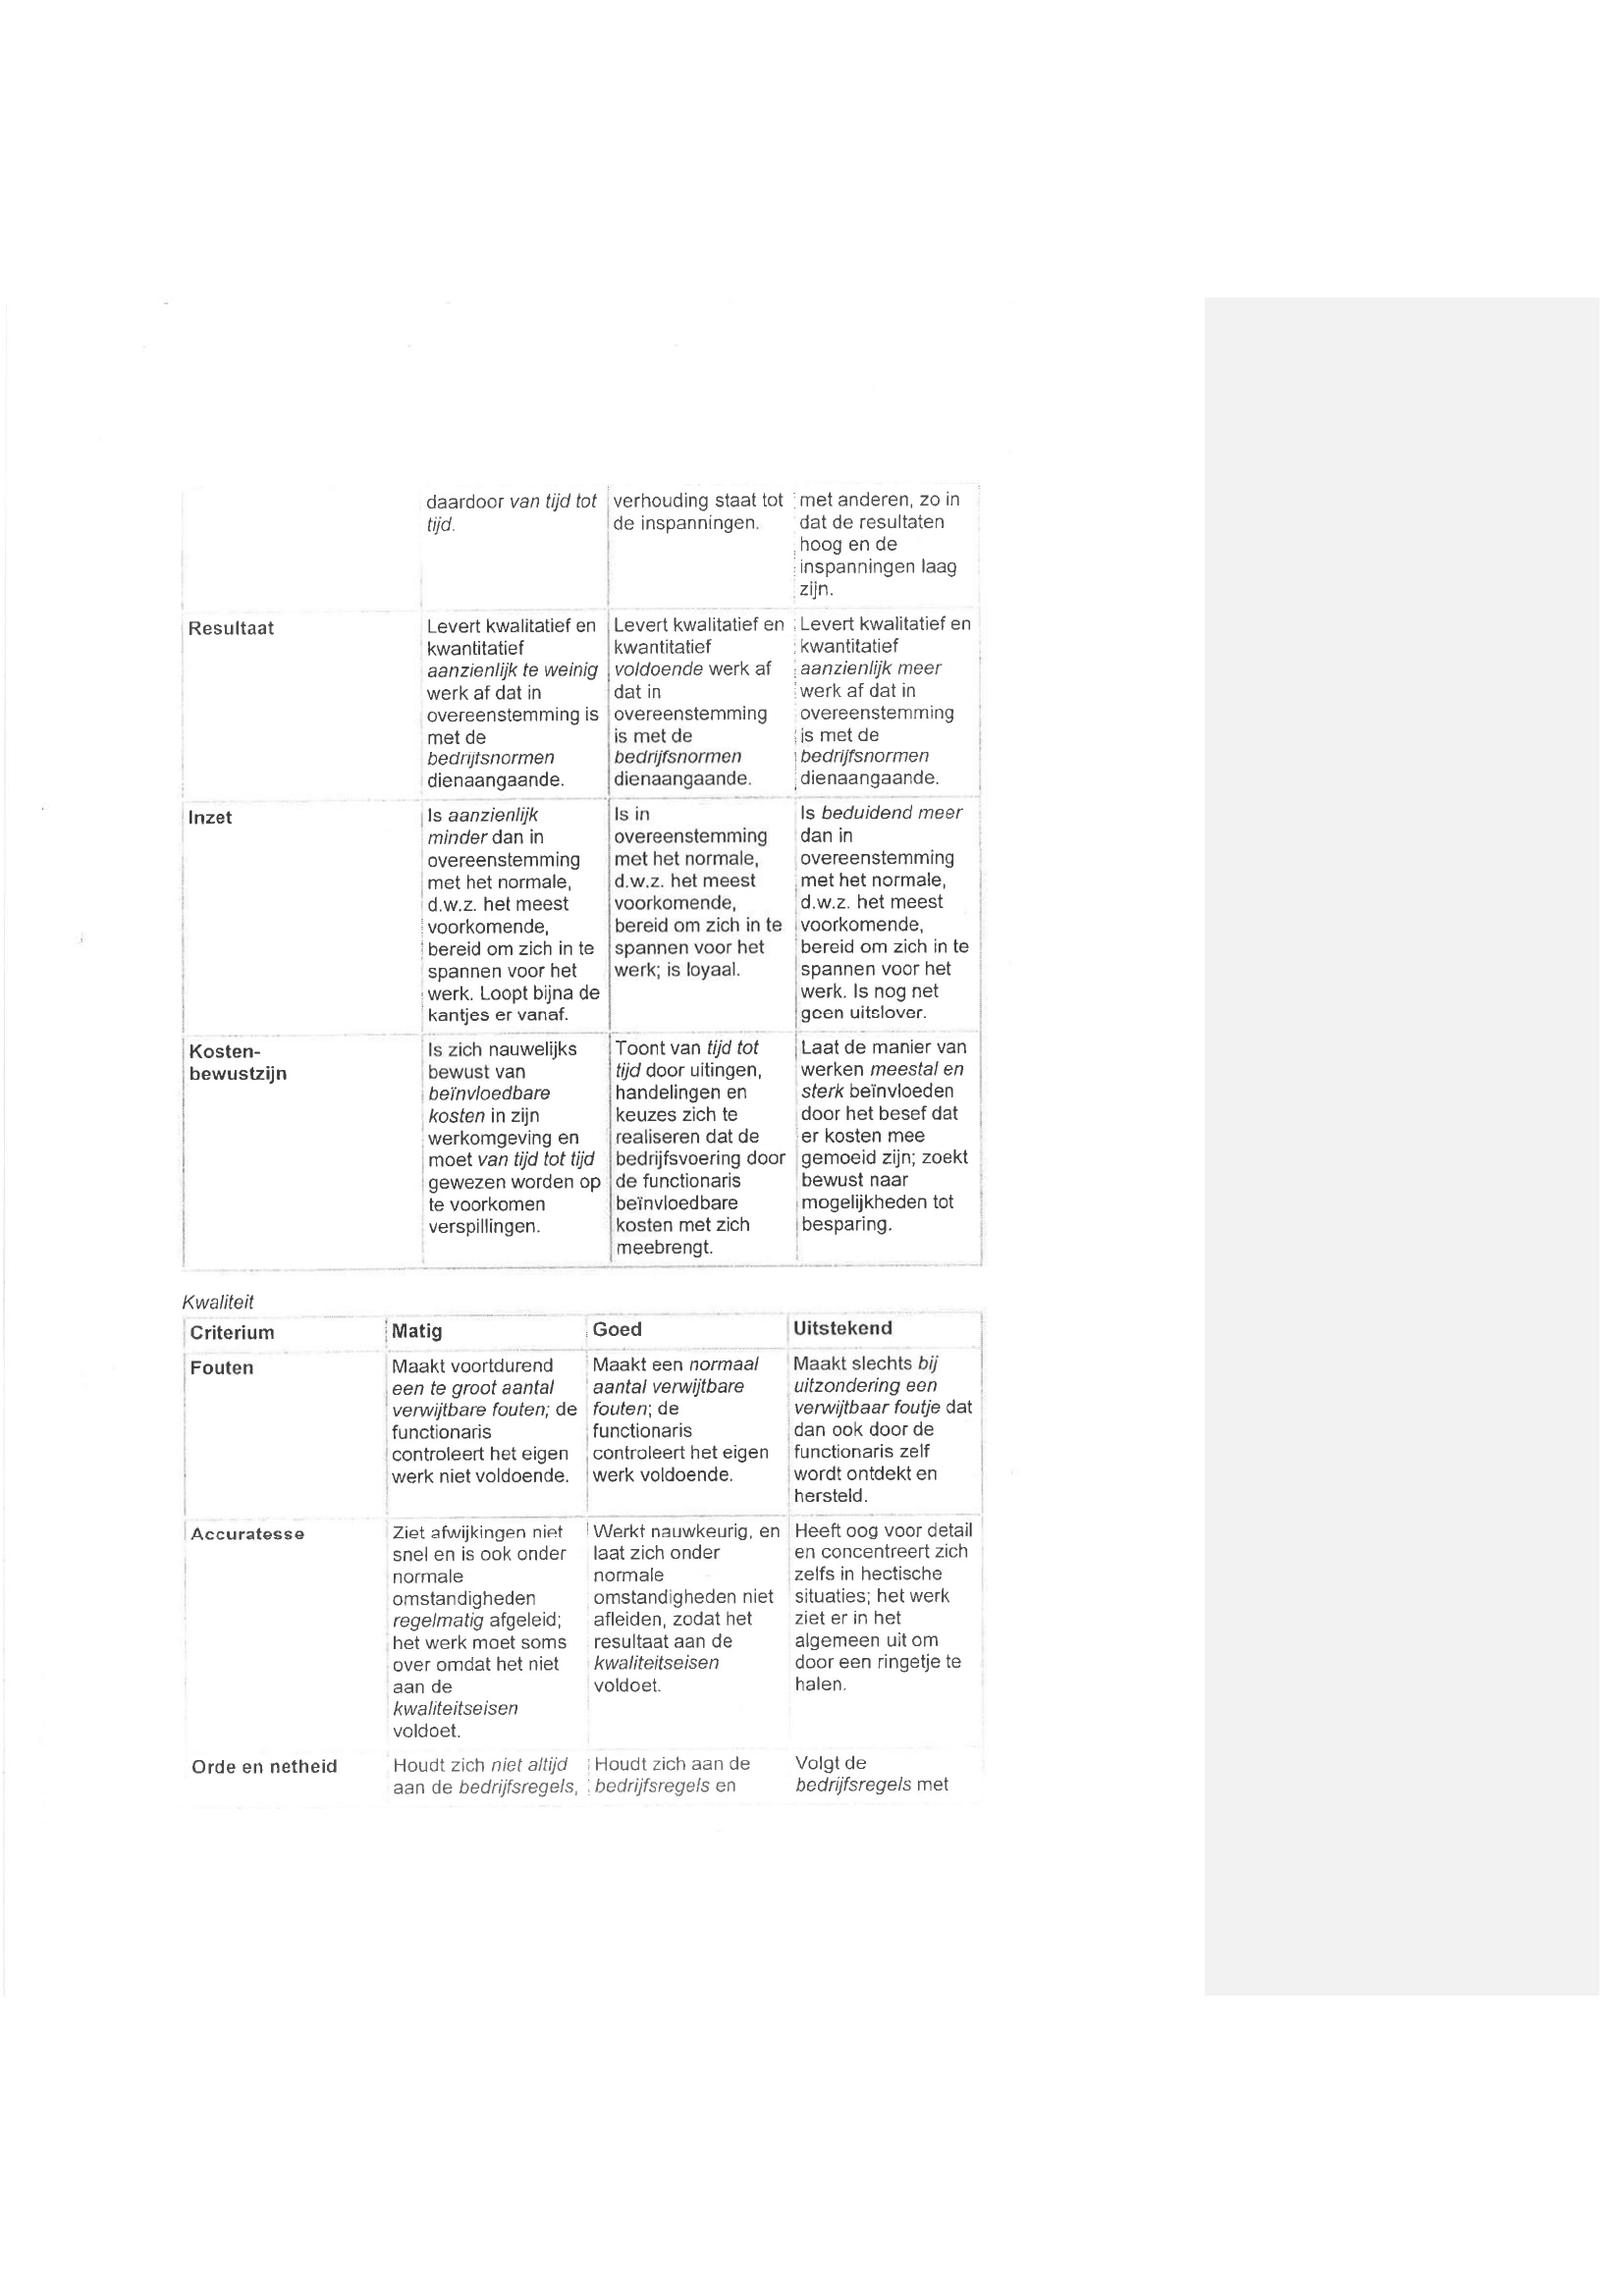 daardoor van tijd tot
tijd.
verhouding staat tot
de inspanningen.
met anderen, zo in
dat de resultaten
hoog en de
inspanningen laag
zijn.
Resultaat
Levert kwalitatief en
kwantitatief
aanzienlijk te weinig
werk af dat in
overeenstemming is
met de
bedrijfsnormen
dienaangaande.
Levert kwalitatief en
kwantitatief
voldoende werk af
dat in
overeenstemming
is met de
bedrijfsnormen
dienaangaande.
Levert kwalitatief en
kwantitatief
aanzienlijk meer
werk af dat in
overeenstemming
is met de
bedrijfsnormen
dienaangaande.
Inzet
Is aanzienlijk
minder dan in
overeenstemming
met het normale,
d.w.z. het meest
voorkomende,
bereid om zich in te
spannen voor het
werk. Loopt bijna de
kantjes er vanaf.
Is in
overeenstemming
met het normale,
d.w.z. het meest
voorkomende,
bereid om zich in te
spannen voor het
werk; is loyaal.
Is beduidend meer
dan in
overeenstemming
met het normale,
d.w.z. het meest
voorkomende,
bereid om zich in te
spannen voor het
werk. Is nog net
geen uitslover.
Kosten-
bewustzijn
Is zich nauwelijks
bewust van
beïnvloedbare
kosten in zijn
werkomgeving en
moet van tijd tot tijd
gewezen worden op
te voorkomen
verspillingen.
Toont van tijd tot
tijd door uitingen,
handelingen en
keuzes zich te
realiseren dat de
bedrijfsvoering door
de functionaris
beïnvloedbare
kosten met zich
meebrengt.
Laat de manier van
werken meestal en
sterk beïnvloeden
door het besef dat
er kosten mee
gemoeid zijn; zoekt
bewust naar
mogelijkheden tot
besparing.
Kwaliteit
Criterium
Matig
Goed
Uitstekend
Fouten
Maakt voortdurend
een te groot aantal
verwijtbare fouten; de
functionaris
controleert het eigen
werk niet voldoende.
Maakt een normaal
aantal verwijtbare
fouten; de
functionaris
controleert het eigen
werk voldoende.
Maakt slechts bij
uitzondering een
verwijtbaar foutje dat
dan ook door de
functionaris zelf
wordt ontdekt en
hersteld.
Accuratesse
Ziet afwijkingen niet
snel en is ook onder
normale
omstandigheden
regelmatig afgeleid;
het werk moet soms
over omdat het niet
aan de
kwaliteitseisen
voldoet.
Werkt nauwkeurig, en
laat zich onder
normale
omstandigheden niet
afleiden, zodat het
resultaat aan de
kwaliteitseisen
voldoet.
Heeft oog voor detail
en concentreert zich
zelfs in hectische
situaties; het werk
ziet er in het
algemeen uit om
door een ringetje te
halen.
Orde en netheid
Houdt zich niet altijd
aan de bedrijfsregels,
Houdt zich aan de
bedrijfsregels en
Volgt de
bedrijfsregels met